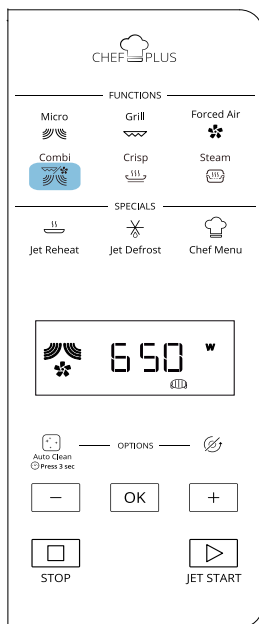 CHEF PLUS
FUNCTIONS
Micro Grill Forced Air
Combi Crisp Steam
SPECIALS
Jet Reheat Jet Defrost Chef Menu
650 W
OPTIONS
Auto Clean
Press 3 sec
− OK +
STOP JET START